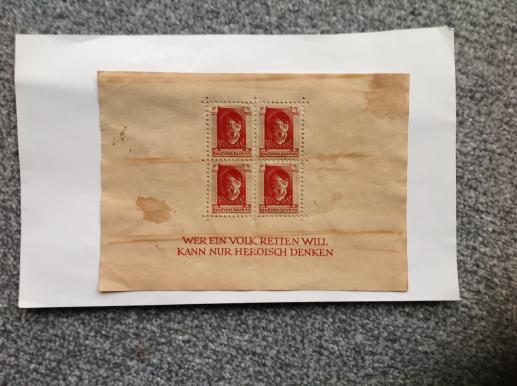 WER EIN VOLK RETTEN WILL
KANN NUR HEROISCH DENKEN